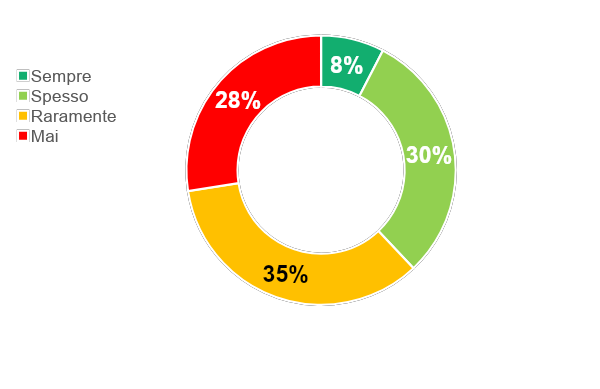 Sempre
Spesso
Raramente
Mai
8%
28%
30%
35%